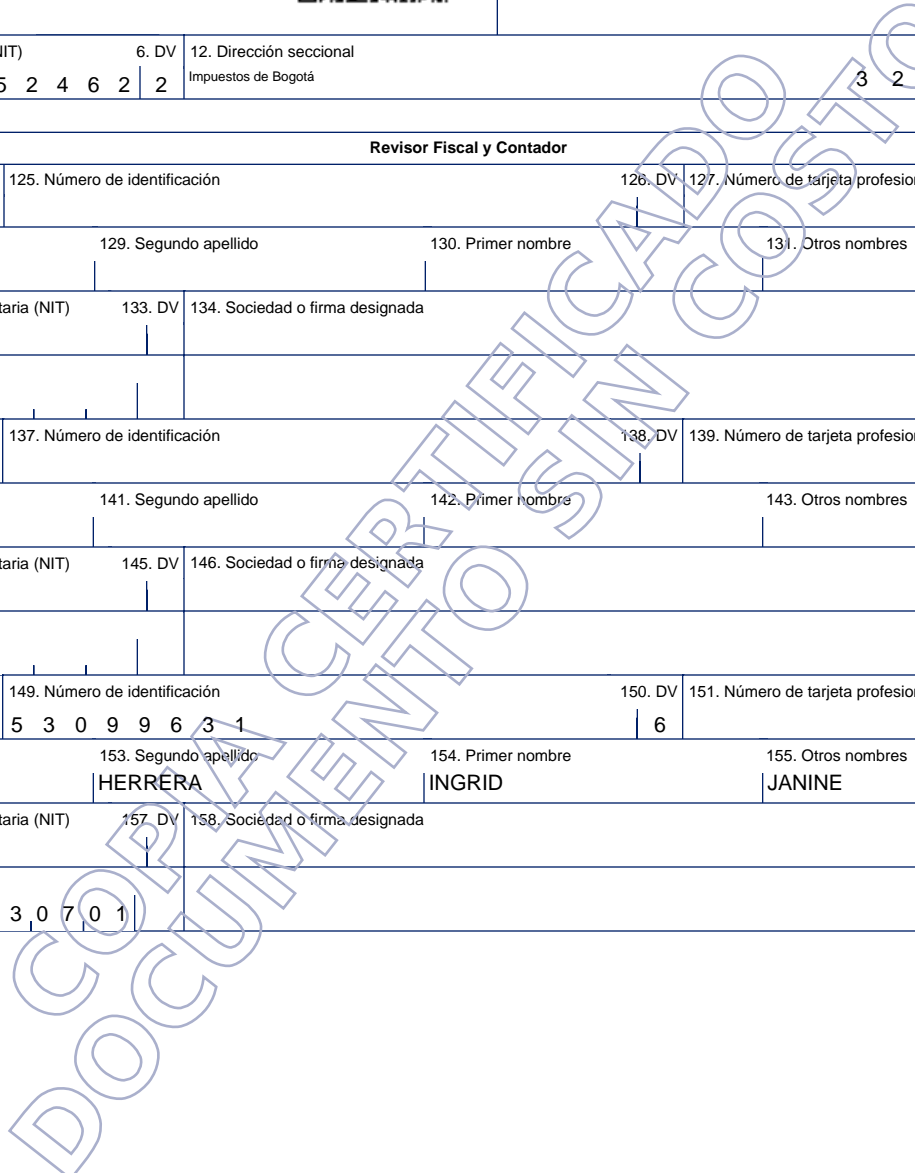 NIT) 6. DV 12. Dirección seccional
5 2 4 6 2 2 Impuestos de Bogotá 3 2
Revisor Fiscal y Contador
125. Número de identificación 126. DV 127. Número de tarjeta profesion
129. Segundo apellido 130. Primer nombre 131. Otros nombres
taria (NIT) 133. DV 134. Sociedad o firma designada
137. Número de identificación 138. DV 139. Número de tarjeta profesion
141. Segundo apellido 142. Primer nombre 143. Otros nombres
taria (NIT) 145. DV 146. Sociedad o firma designada
149. Número de identificación 150. DV 151. Número de tarjeta profesion
5 3 0 9 9 6 3 1 6
153. Segundo apellido 154. Primer nombre 155. Otros nombres
HERRERA INGRID JANINE
taria (NIT) 157. DV 158. Sociedad o firma designada
3 0 7 0 1
COPIA CERTIFICADO
DOCUMENTO SIN COSTO